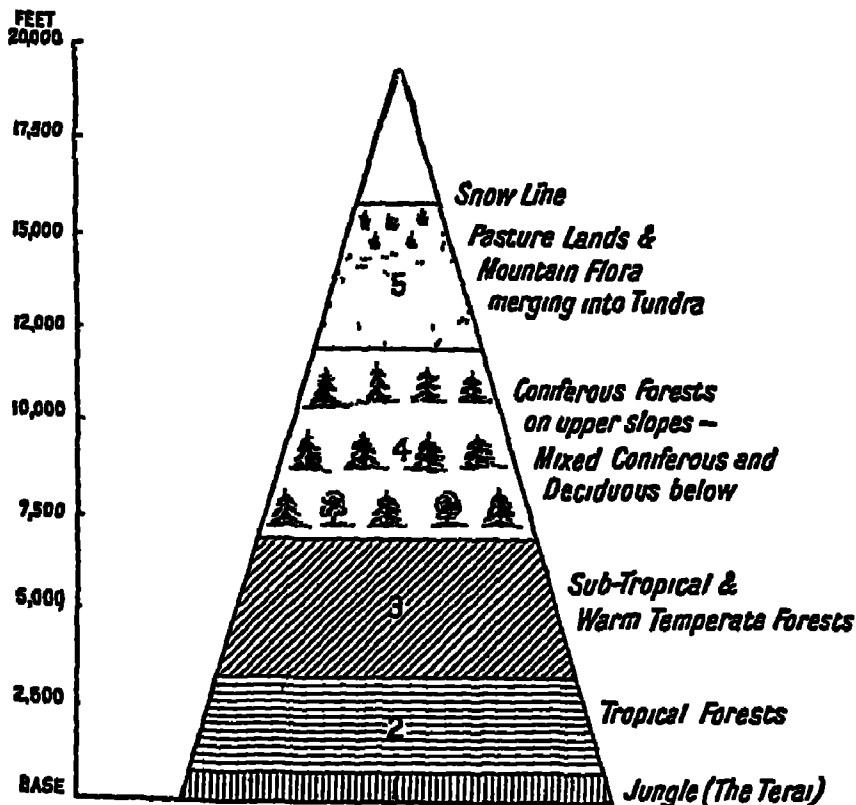 FEET
20,000
17,500
Snow Line
15,000
Pasture Lands &
Mountain Flora
merging into Tundra
5
12,000
Coniferous Forests
on upper slopes –
10,000
Mixed Coniferous and
Deciduous below
4
7,500
5,000
Sub-Tropical &
Warm Temperate Forests
3
2,500
Tropical Forests
2
BASE
Jungle (The Terai)